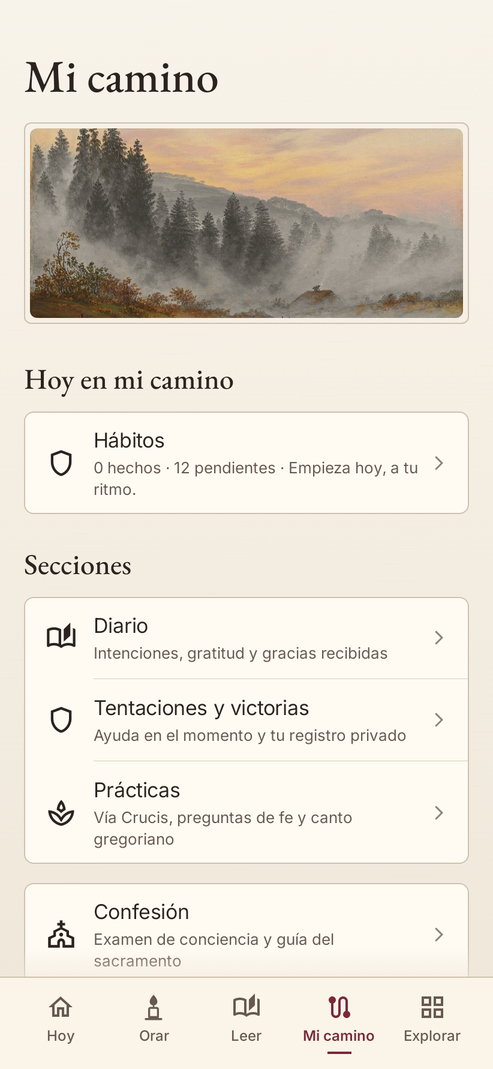 Mi camino
Hoy en mi camino
Hábitos
0 hechos · 12 pendientes · Empieza hoy, a tu
ritmo.
Secciones
Diario
Intenciones, gratitud y gracias recibidas
Tentaciones y victorias
Ayuda en el momento y tu registro privado
Prácticas
Vía Crucis, preguntas de fe y canto
gregoriano
Confesión
Examen de conciencia y guía del
sacramento
Hoy
Orar
Leer
Mi camino
Explorar